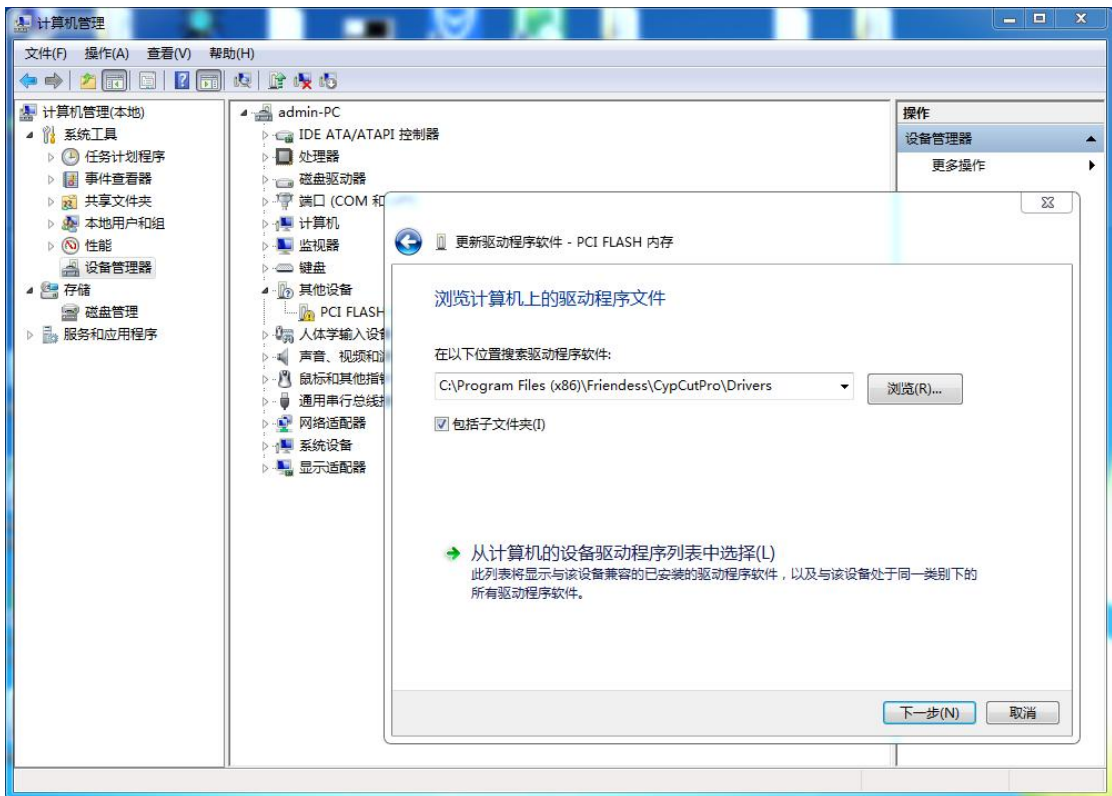 计算机管理
文件(F) 操作(A) 查看(V) 帮助(H)
计算机管理(本地)
系统工具
任务计划程序
事件查看器
共享文件夹
本地用户和组
性能
设备管理器
存储
磁盘管理
服务和应用程序
admin-PC
IDE ATA/ATAPI 控制器
处理器
磁盘驱动器
端口 (COM 和
计算机
监视器
键盘
其他设备
PCI FLASH
人体学输入设
声音、视频和
鼠标和其他指
通用串行总线
网络适配器
系统设备
显示适配器
操作
设备管理器
更多操作
更新驱动程序软件 - PCI FLASH 内存
浏览计算机上的驱动程序文件
在以下位置搜索驱动程序软件:
C:\Program Files (x86)\Friendess\CypCutPro\Drivers
浏览(R)...
包括子文件夹(I)
从计算机的设备驱动程序列表中选择(L)
此列表将显示与该设备兼容的已安装的驱动程序软件，以及与该设备处于同一类别下的
所有驱动程序软件。
下一步(N) 取消